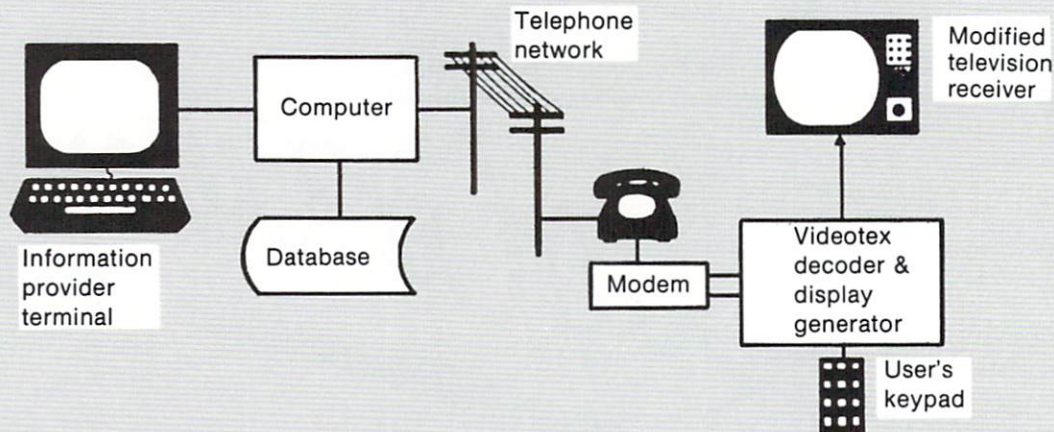 Telephone
network
Modified
television
receiver
Computer
Information
provider
terminal
Database
Modem
Videotex
decoder &
display
generator
User's
keypad